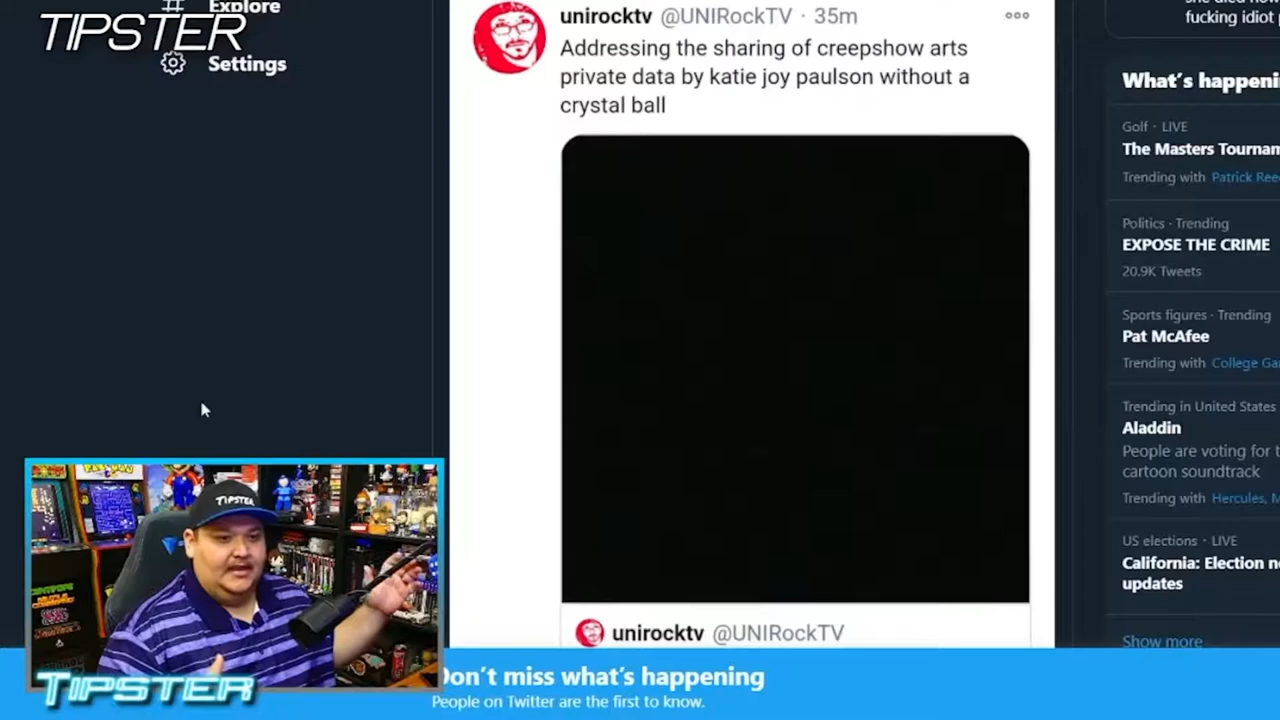 TIPSTER
Explore
Settings
unirocktv @UNIRockTV · 35m
Addressing the sharing of creepshow arts
private data by katie joy paulson without a
crystal ball
unirocktv @UNIRockTV
fucking idiot
What's happeni
Golf · LIVE
The Masters Tournam
Trending with Patrick Ree
Politics · Trending
EXPOSE THE CRIME
20.9K Tweets
Sports figures · Trending
Pat McAfee
Trending with College Ga
Trending in United States
Aladdin
People are voting for t
cartoon soundtrack
Trending with Hercules, M
US elections · LIVE
California: Election n
updates
Show more
TIPSTER
TIPSTER
Don't miss what's happening
People on Twitter are the first to know.